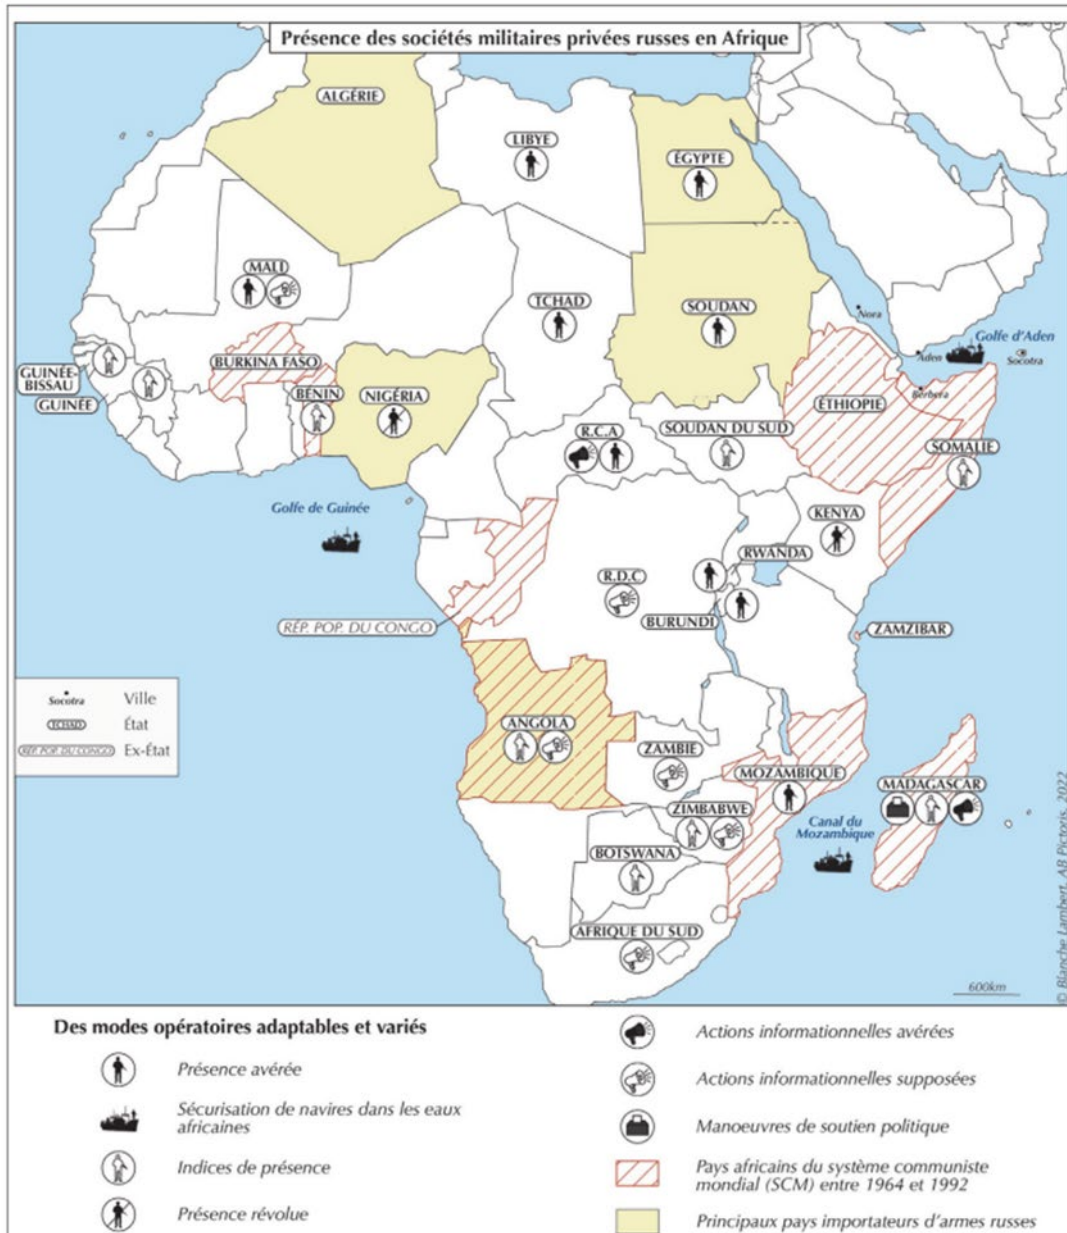 Présence des sociétés militaires privées russes en Afrique
ALGÉRIE
LIBYE
ÉGYPTE
MALI
TCHAD
SOUDAN
Nora
Golfe d'Aden
Aden
Socotra
GUINÉE-
BISSAU
GUINÉE
BURKINA FASO
BÉNIN
NIGÉRIA
Berbera
ÉTHIOPIE
R.C.A
SOUDAN DU SUD
SOMALIE
Golfe de Guinée
KENYA
RWANDA
R.D.C
BURUNDI
RÉP. POP. DU CONGO
ZAMZIBAR
Socotra
Ville
TCHAD
État
RÉP. POP. DU CONGO
Ex-État
ANGOLA
ZAMBIE
MOZAMBIQUE
MADAGASCAR
ZIMBABWE
Canal du
Mozambique
BOTSWANA
AFRIQUE DU SUD
600km
© Blanche Lambert, AB Pictoris, 2022
Des modes opératoires adaptables et variés
Présence avérée
Sécurisation de navires dans les eaux
africaines
Indices de présence
Présence révolue
Actions informationnelles avérées
Actions informationnelles supposées
Manoeuvres de soutien politique
Pays africains du système communiste
mondial (SCM) entre 1964 et 1992
Principaux pays importateurs d'armes russes